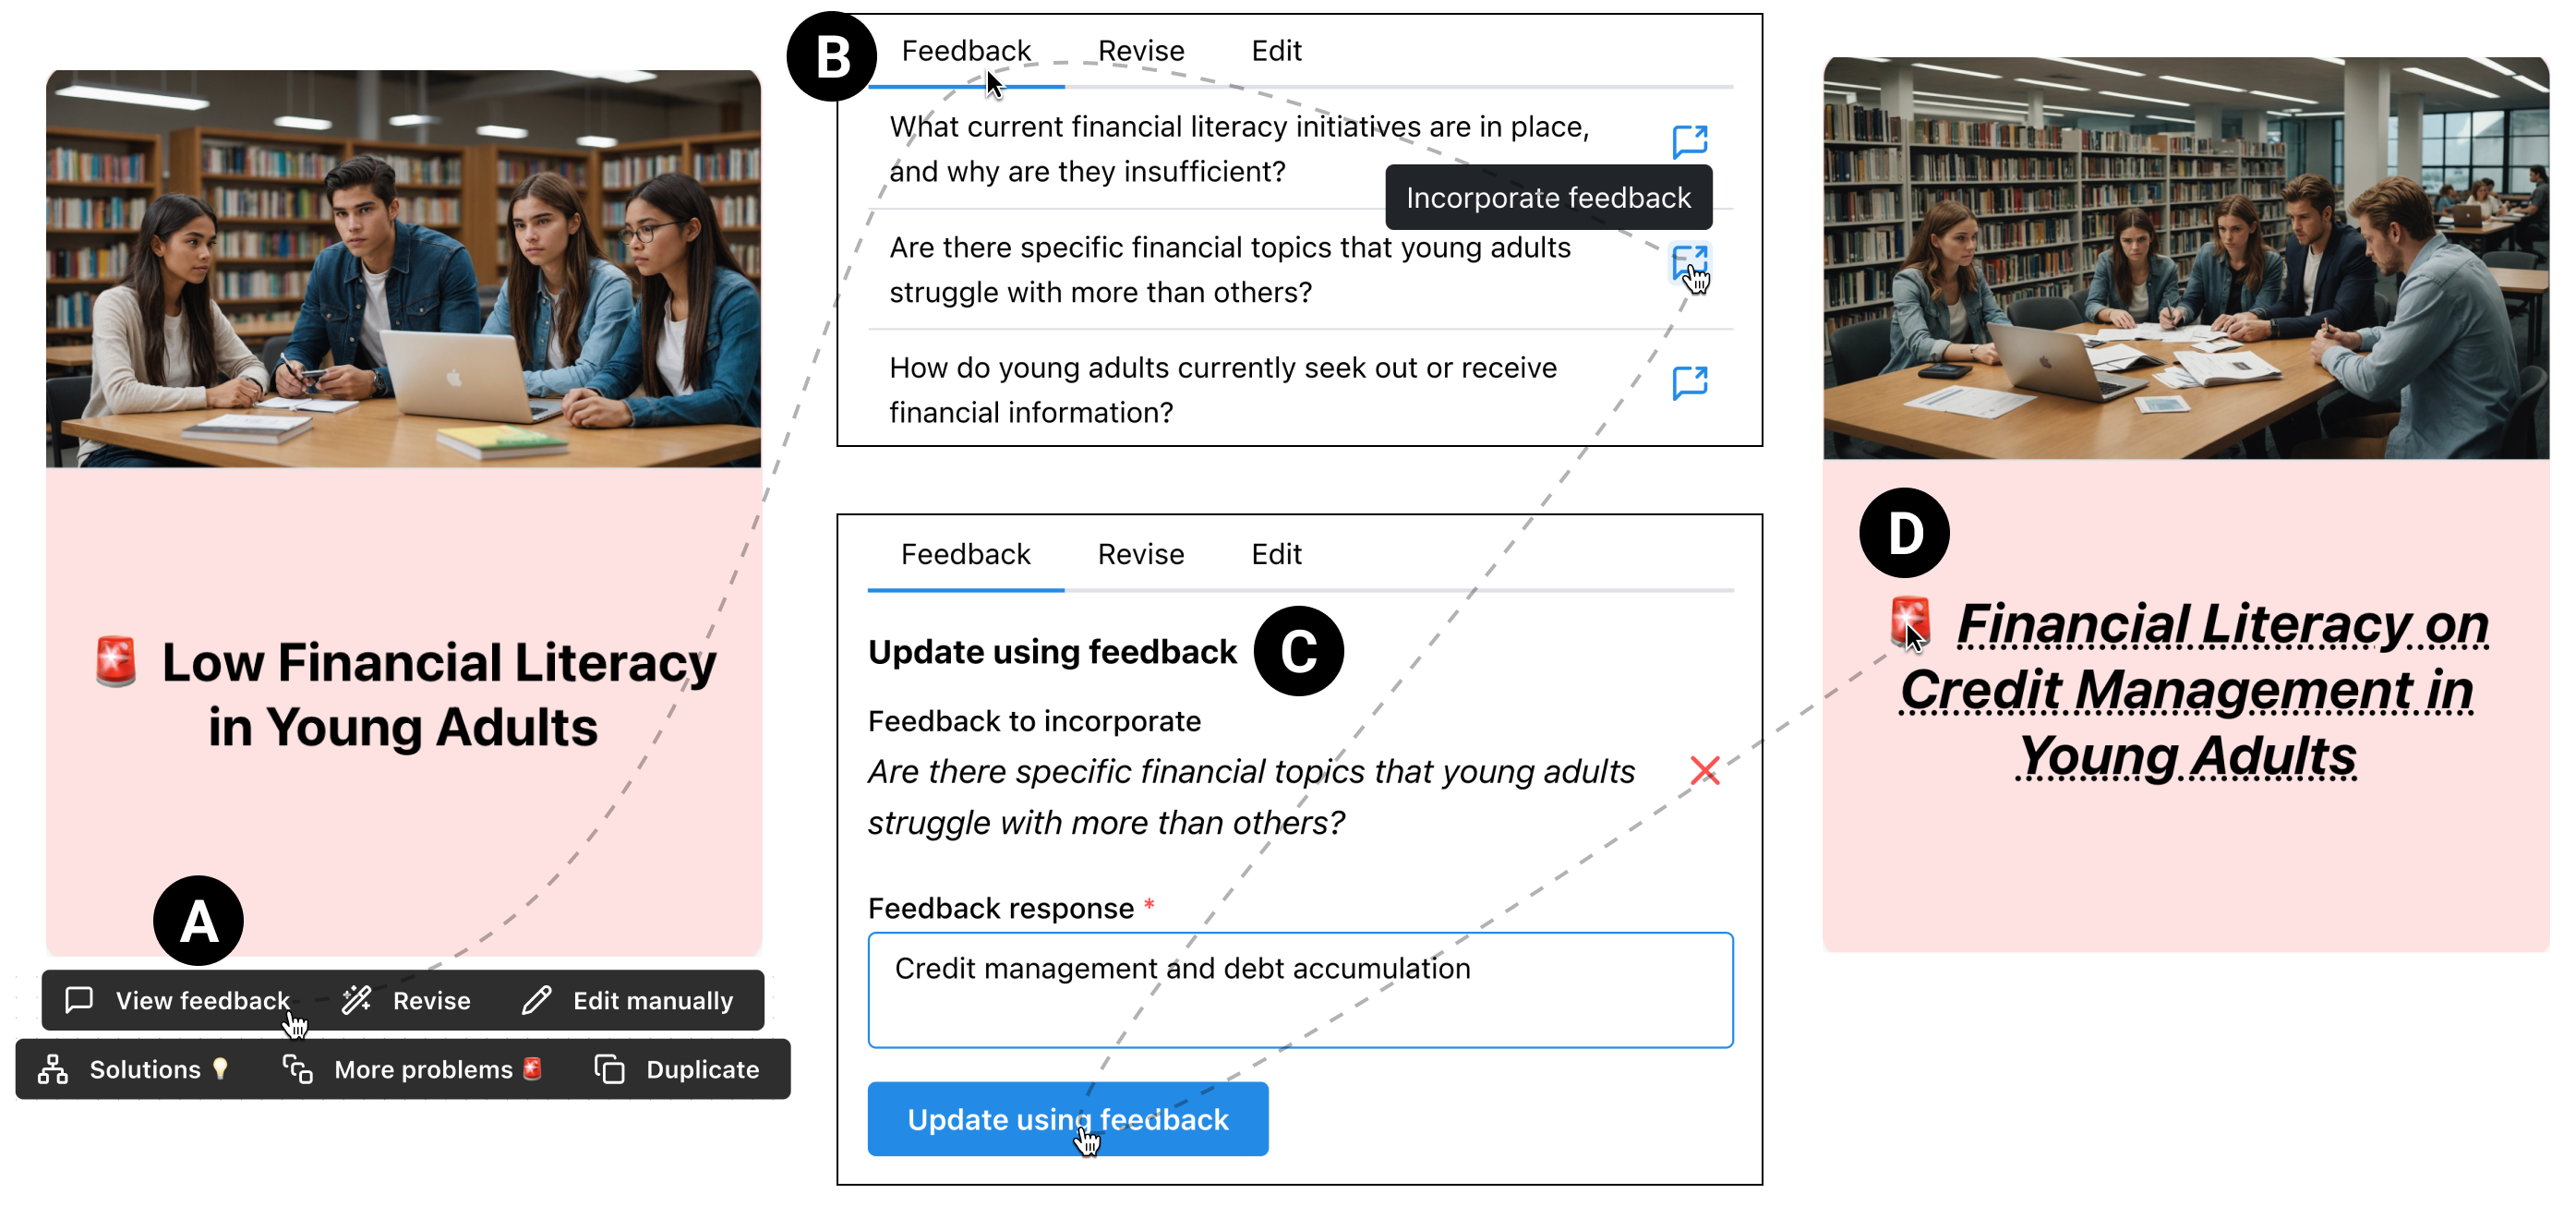 🚨 Low Financial Literacy
in Young Adults
A
View feedback
Revise
Edit manually
Solutions 💡
More problems 🚨
Duplicate
B
Feedback
Revise
Edit
What current financial literacy initiatives are in place,
and why are they insufficient?
Incorporate feedback
Are there specific financial topics that young adults
struggle with more than others?
How do young adults currently seek out or receive
financial information?
Feedback
Revise
Edit
Update using feedback
C
Feedback to incorporate
Are there specific financial topics that young adults
struggle with more than others?
Feedback response *
Credit management and debt accumulation
Update using feedback
D
🚨 Financial Literacy on
Credit Management in
Young Adults